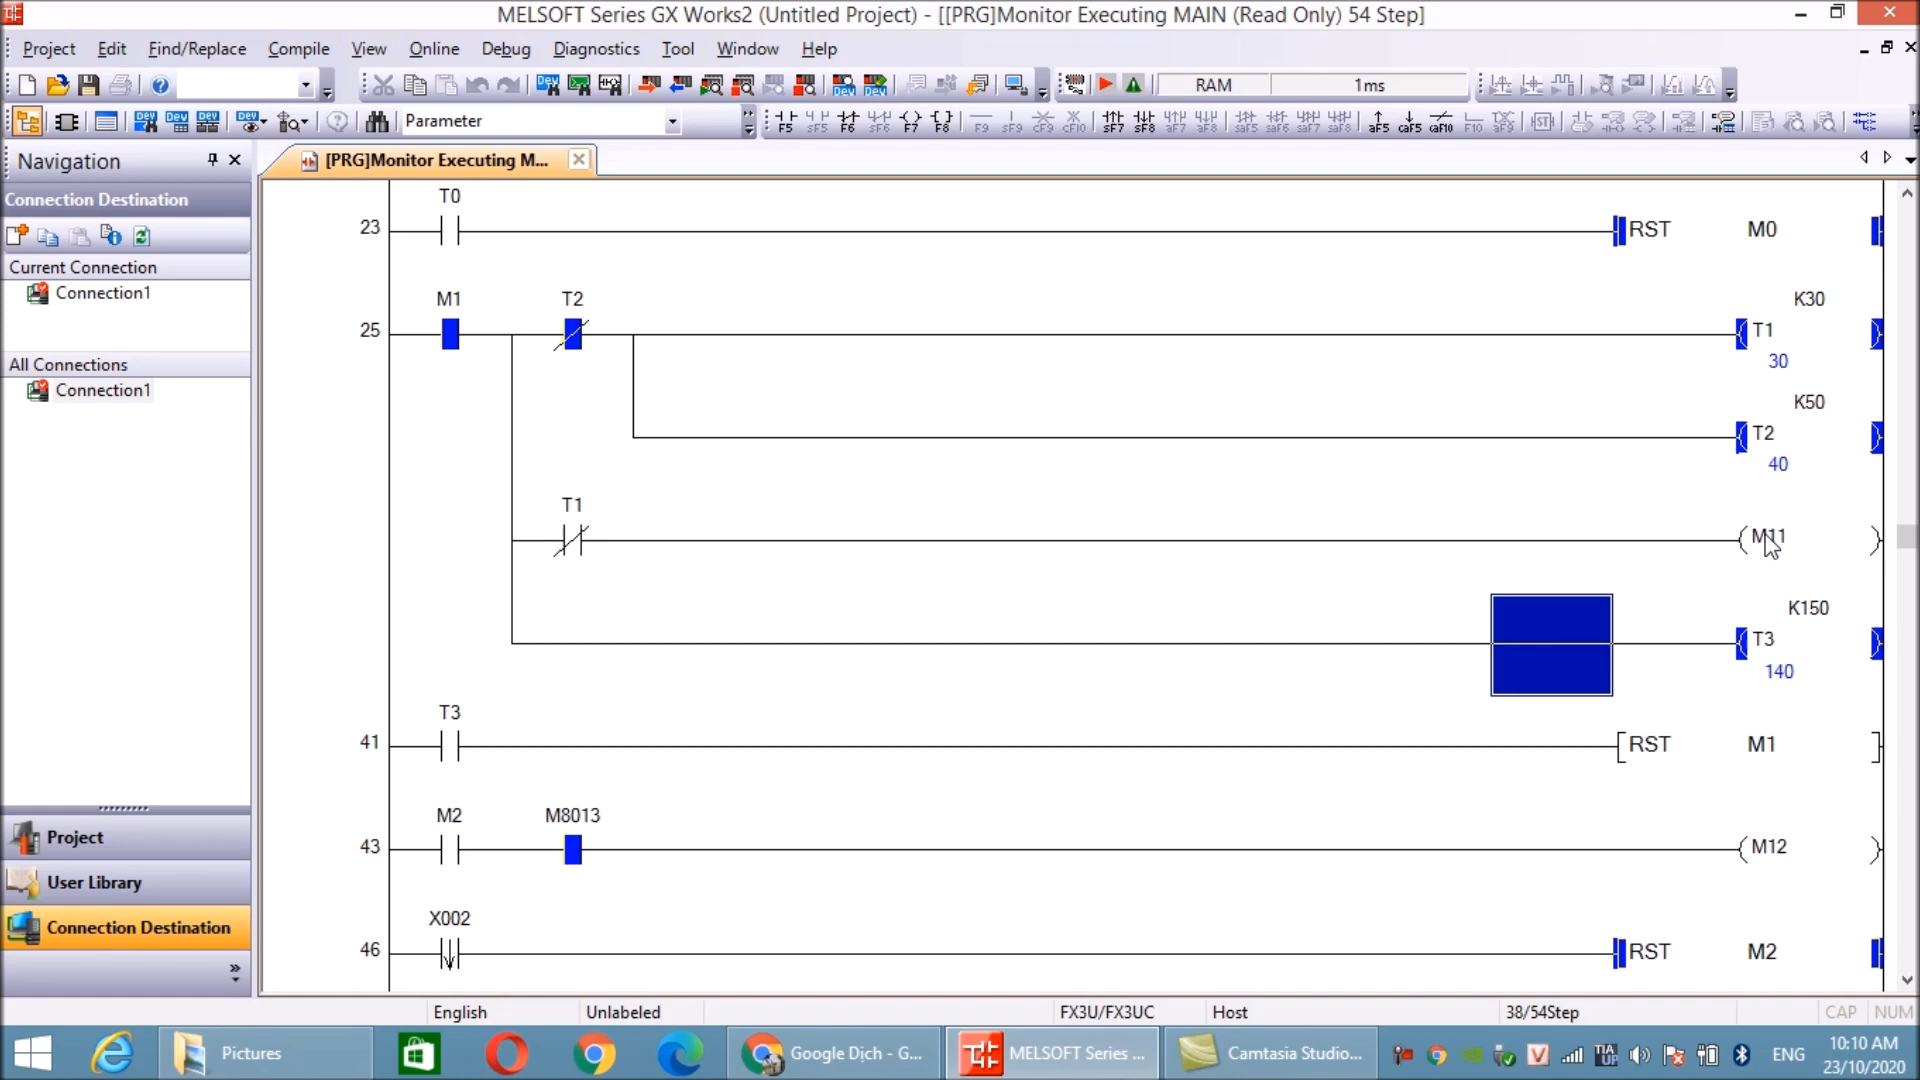 MELSOFT Series GX Works2 (Untitled Project) - [[PRG]Monitor Executing MAIN (Read Only) 54 Step]
Project Edit Find/Replace Compile View Online Debug Diagnostics Tool Window Help
RAM 1ms
Parameter
Navigation
[PRG]Monitor Executing M...
Connection Destination
Current Connection
Connection1
All Connections
Connection1
T0
23 RST M0
M1 T2 K30
25 T1
30
K50
T2
40
T1
M11
K150
T3
140
T3
41 RST M1
M2 M8013
43 M12
X002
46 RST M2
Project
User Library
Connection Destination
English Unlabeled FX3U/FX3UC Host 38/54Step CAP NUM
Pictures Google Dịch - G... MELSOFT Series ... Camtasia Studio... ENG 10:10 AM
23/10/2020